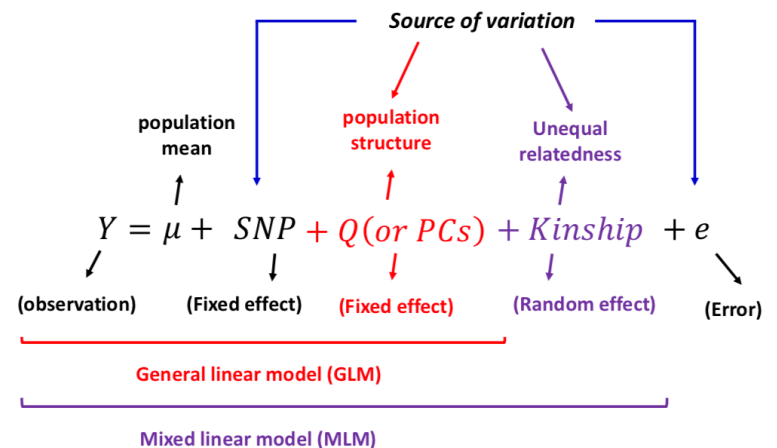 Source of variation
population
mean
population
structure
Unequal
relatedness
Y = μ + SNP + Q(or PCs) + Kinship + e
(observation) (Fixed effect) (Fixed effect) (Random effect) (Error)
General linear model (GLM)
Mixed linear model (MLM)